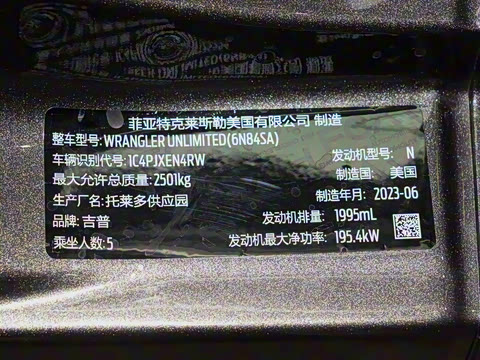 菲亚特克莱斯勒美国有限公司 制造
整车型号: WRANGLER UNLIMITED(6N84SA)
车辆识别代号: 1C4PJXEN4RW 发动机型号: N
最大允许总质量: 2501kg 制造国: 美国
生产厂名: 托莱多供应园 制造年月: 2023-06
品牌: 吉普 发动机排量: 1995mL
乘坐人数: 5 发动机最大净功率: 195.4kW